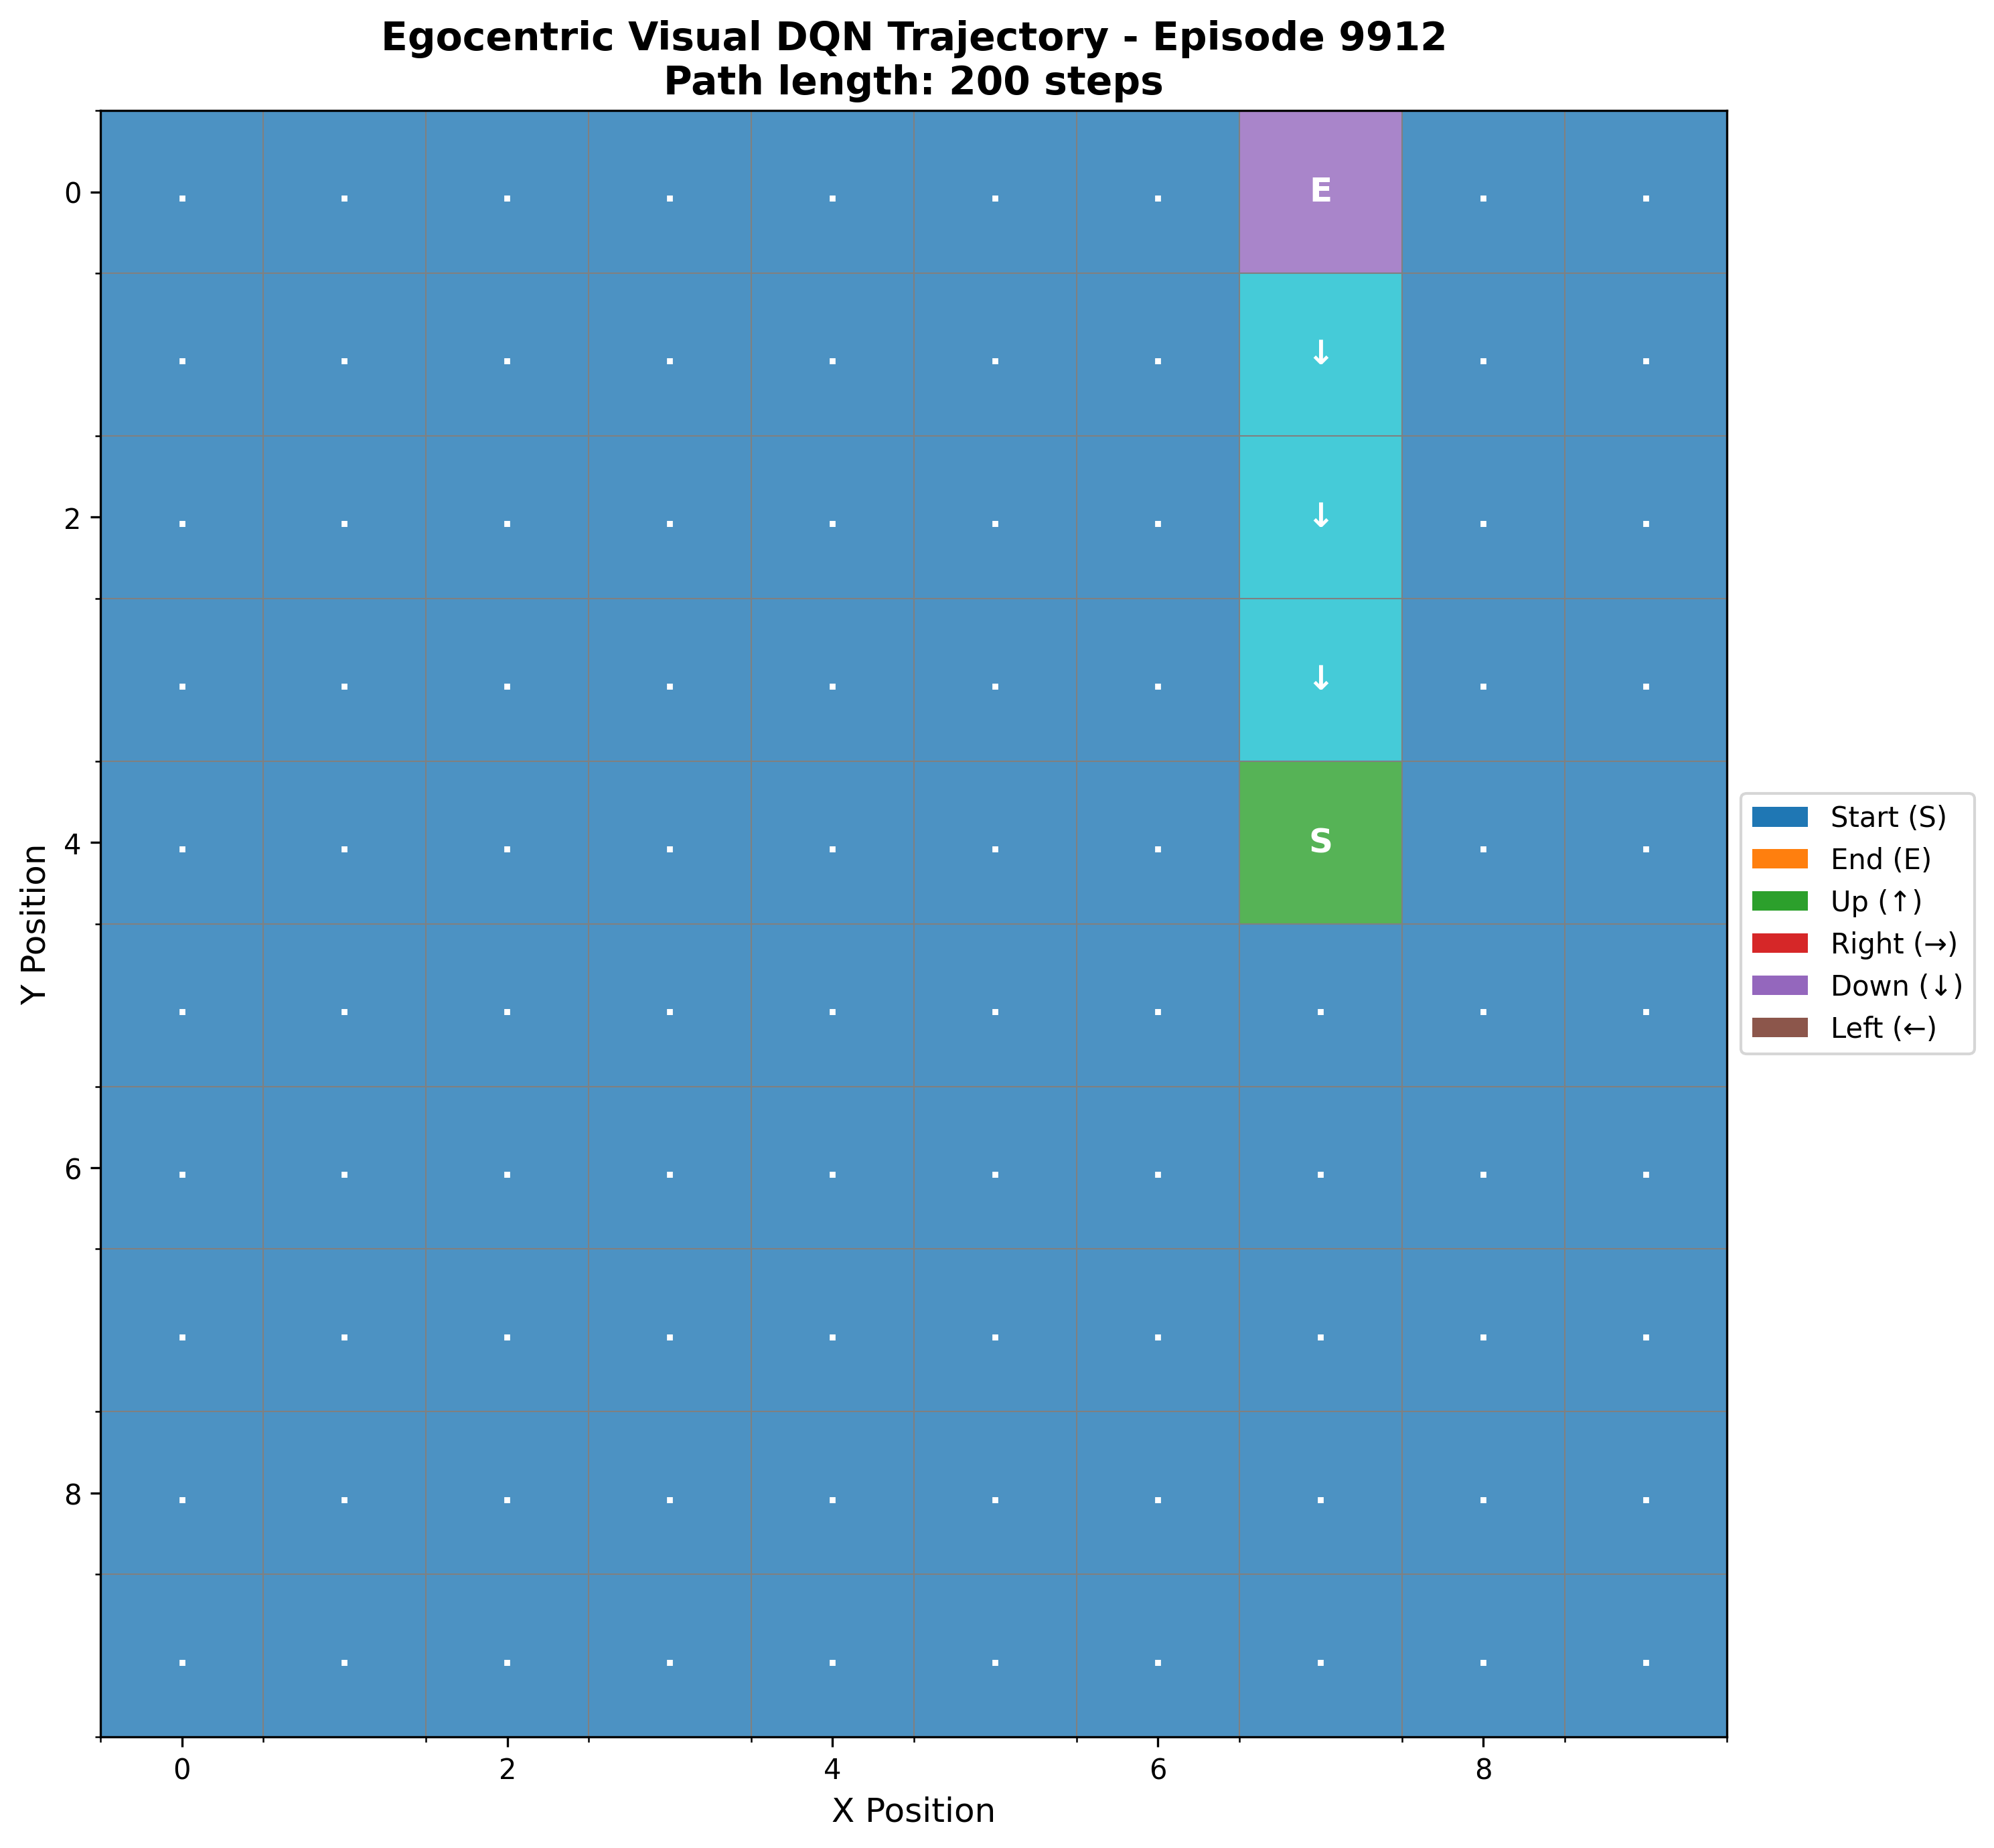 Egocentric Visual DQN Trajectory - Episode 9912
Path length: 200 steps
E
0
↓
↓
2
↓
S
4
6
8
Y Position
0 2 4 6 8
X Position
Start (S)
End (E)
Up (↑)
Right (→)
Down (↓)
Left (←)